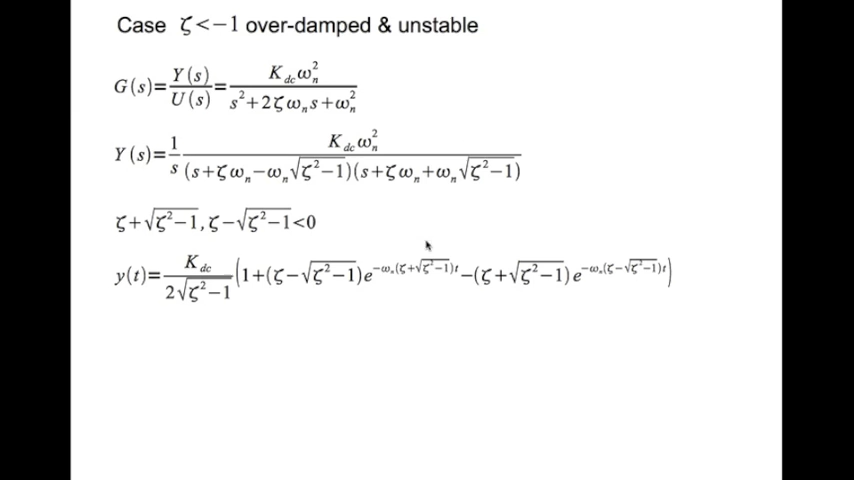 Case ζ<−1 over-damped & unstable
G(s)=Y(s)/U(s)=K_dc ω_n^2/(s^2+2ζω_n s+ω_n^2)
Y(s)=1/s K_dc ω_n^2/((s+ζω_n−ω_n√(ζ^2−1))(s+ζω_n+ω_n√(ζ^2−1)))
ζ+√(ζ^2−1),ζ−√(ζ^2−1)<0
y(t)=K_dc/(2√(ζ^2−1))(1+(ζ−√(ζ^2−1))e^(−ω_n(ζ+√(ζ^2−1))t)−(ζ+√(ζ^2−1))e^(−ω_n(ζ−√(ζ^2−1))t))